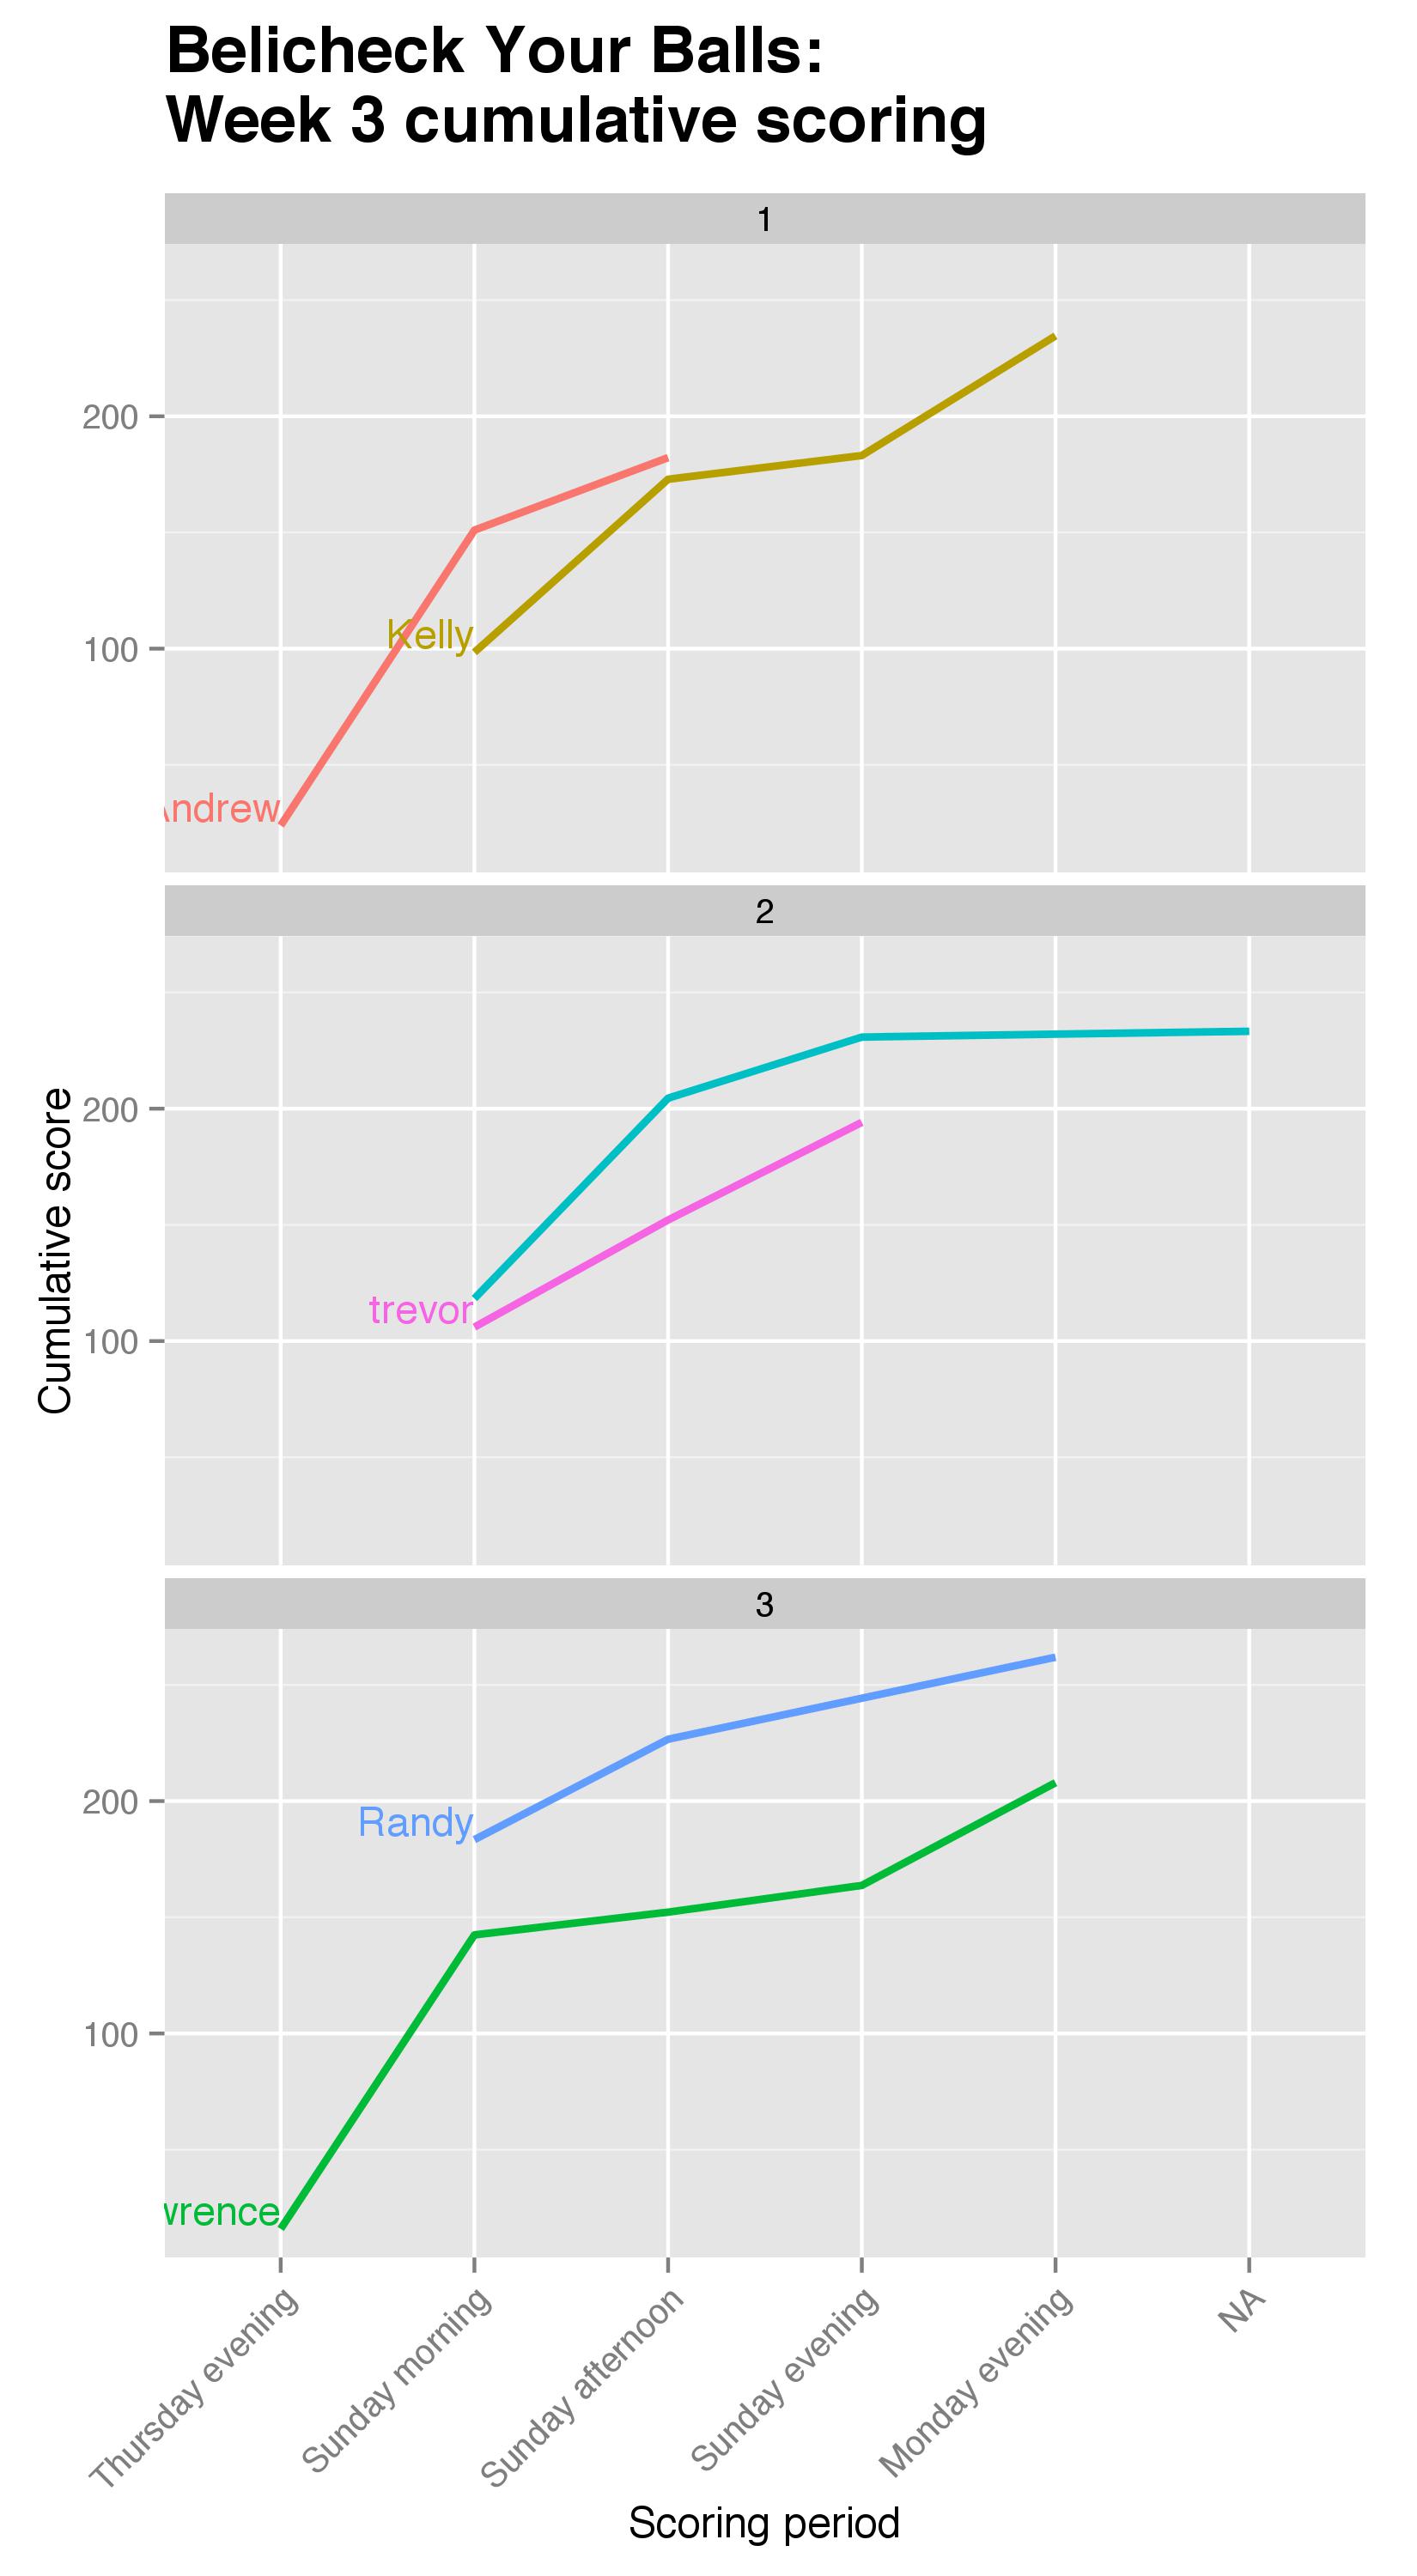 Belicheck Your Balls:
Week 3 cumulative scoring
1
200
100
Kelly
Andrew
2
200
100
trevor
3
200
100
Randy
wrence
Cumulative score
Thursday evening
Sunday morning
Sunday afternoon
Sunday evening
Monday evening
NA
Scoring period